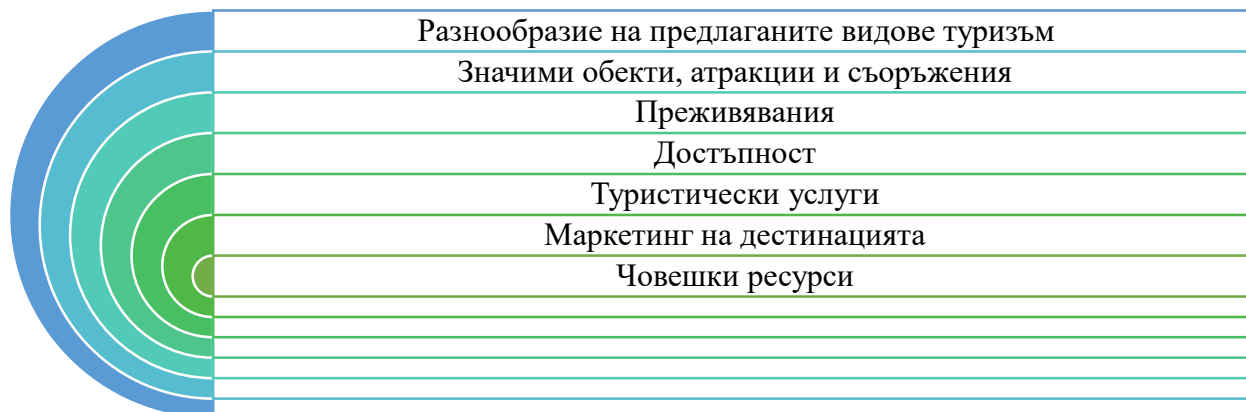 Разнообразие на предлаганите видове туризъм
Значими обекти, атракции и съоръжения
Преживявания
Достъпност
Туристически услуги
Маркетинг на дестинацията
Човешки ресурси